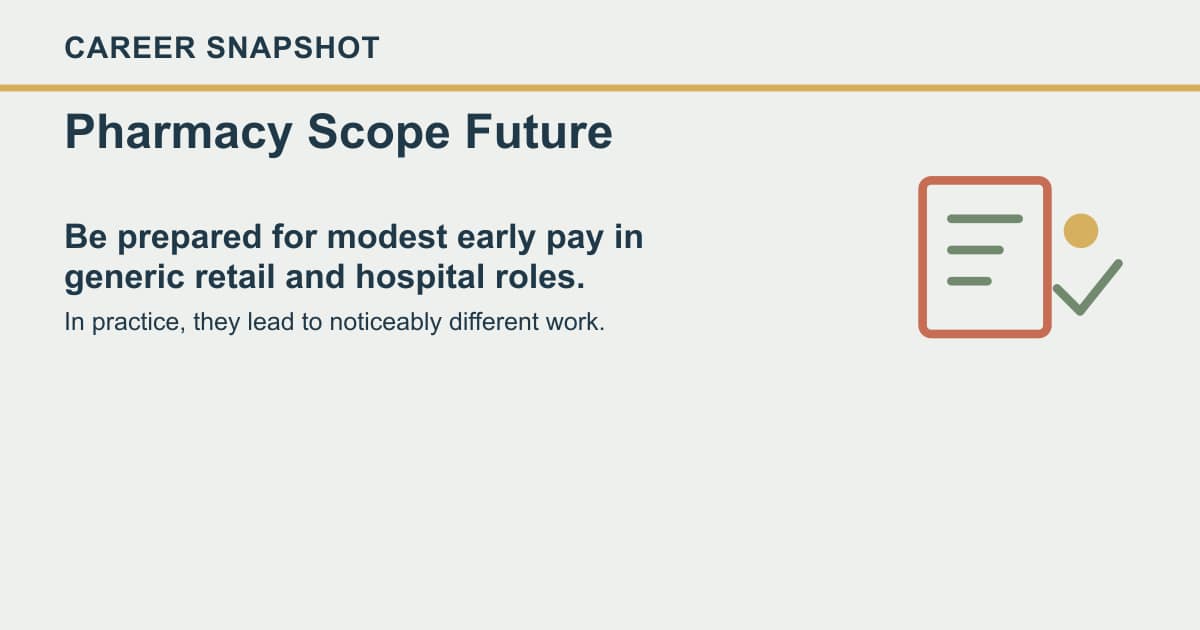 CAREER SNAPSHOT
Pharmacy Scope Future
Be prepared for modest early pay in
generic retail and hospital roles.
In practice, they lead to noticeably different work.